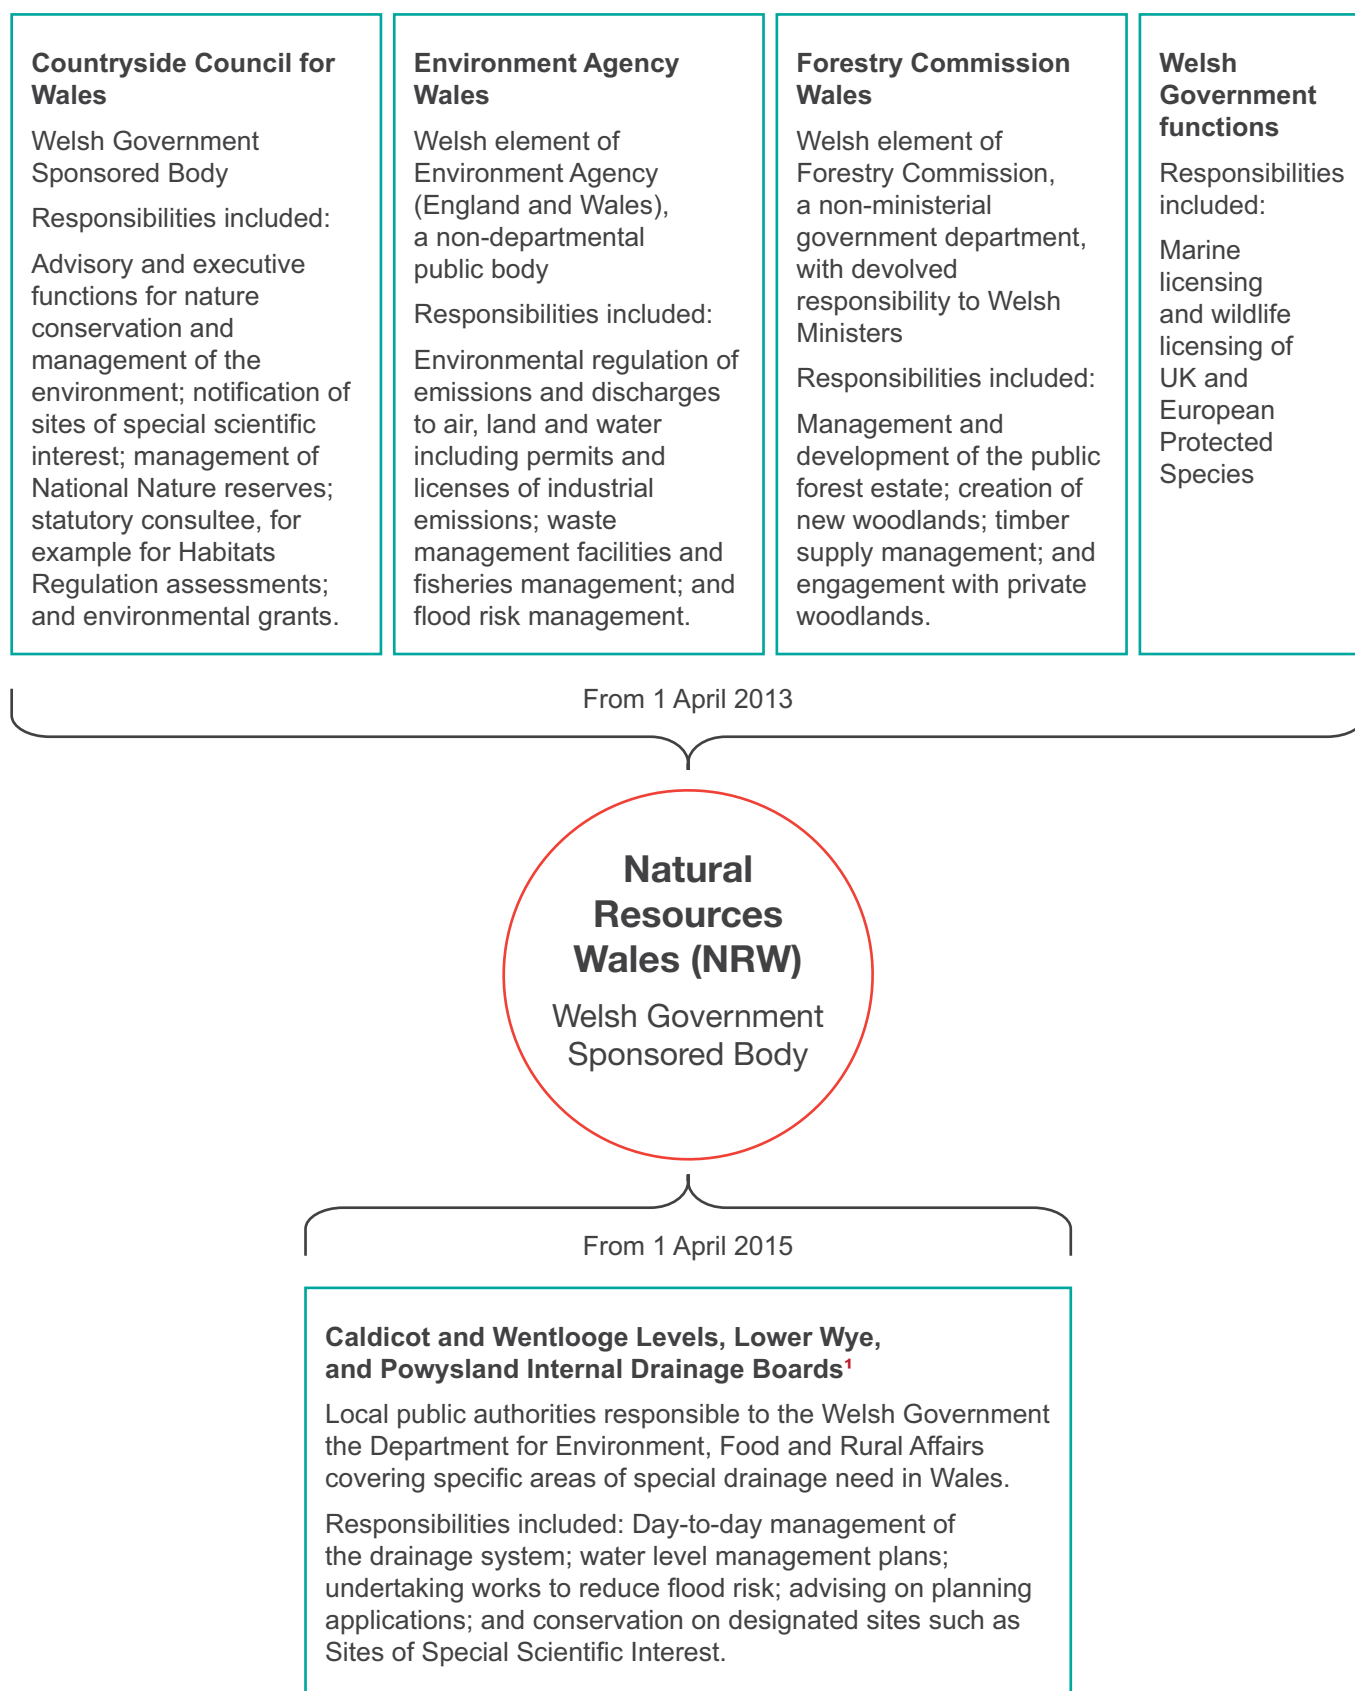 Countryside Council for
Wales
Welsh Government
Sponsored Body
Responsibilities included:
Advisory and executive
functions for nature
conservation and
management of the
environment; notification of
sites of special scientific
interest; management of
National Nature reserves;
statutory consultee, for
example for Habitats
Regulation assessments;
and environmental grants.
Environment Agency
Wales
Welsh element of
Environment Agency
(England and Wales),
a non-departmental
public body
Responsibilities included:
Environmental regulation of
emissions and discharges
to air, land and water
including permits and
licenses of industrial
emissions; waste
management facilities and
fisheries management; and
flood risk management.
Forestry Commission
Wales
Welsh element of
Forestry Commission,
a non-ministerial
government department,
with devolved
responsibility to Welsh
Ministers
Responsibilities included:
Management and
development of the public
forest estate; creation of
new woodlands; timber
supply management; and
engagement with private
woodlands.
Welsh
Government
functions
Responsibilities
included:
Marine
licensing
and wildlife
licensing of
UK and
European
Protected
Species
From 1 April 2013
Natural
Resources
Wales (NRW)
Welsh Government
Sponsored Body
From 1 April 2015
Caldicot and Wentlooge Levels, Lower Wye,
and Powysland Internal Drainage Boards¹
Local public authorities responsible to the Welsh Government
the Department for Environment, Food and Rural Affairs
covering specific areas of special drainage need in Wales.
Responsibilities included: Day-to-day management of
the drainage system; water level management plans;
undertaking works to reduce flood risk; advising on planning
applications; and conservation on designated sites such as
Sites of Special Scientific Interest.